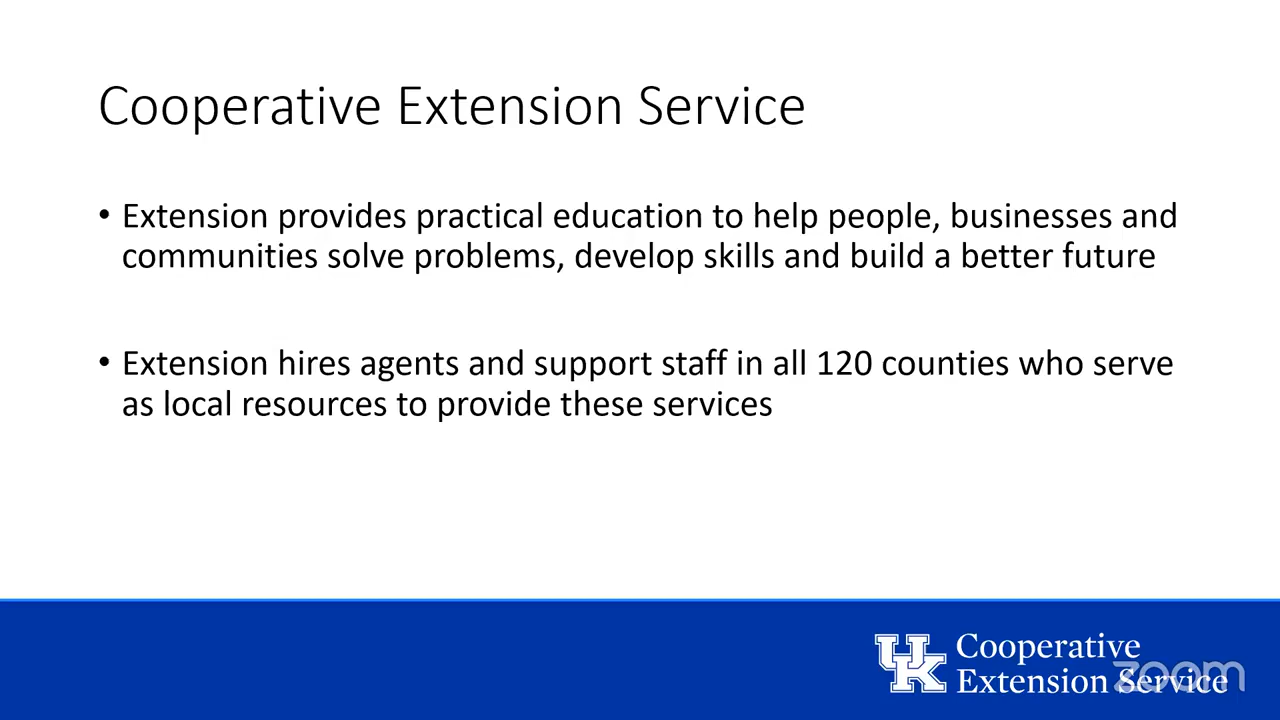 Cooperative Extension Service
• Extension provides practical education to help people, businesses and
communities solve problems, develop skills and build a better future
• Extension hires agents and support staff in all 120 counties who serve
as local resources to provide these services
UK
Cooperative
Extension Service
zoom